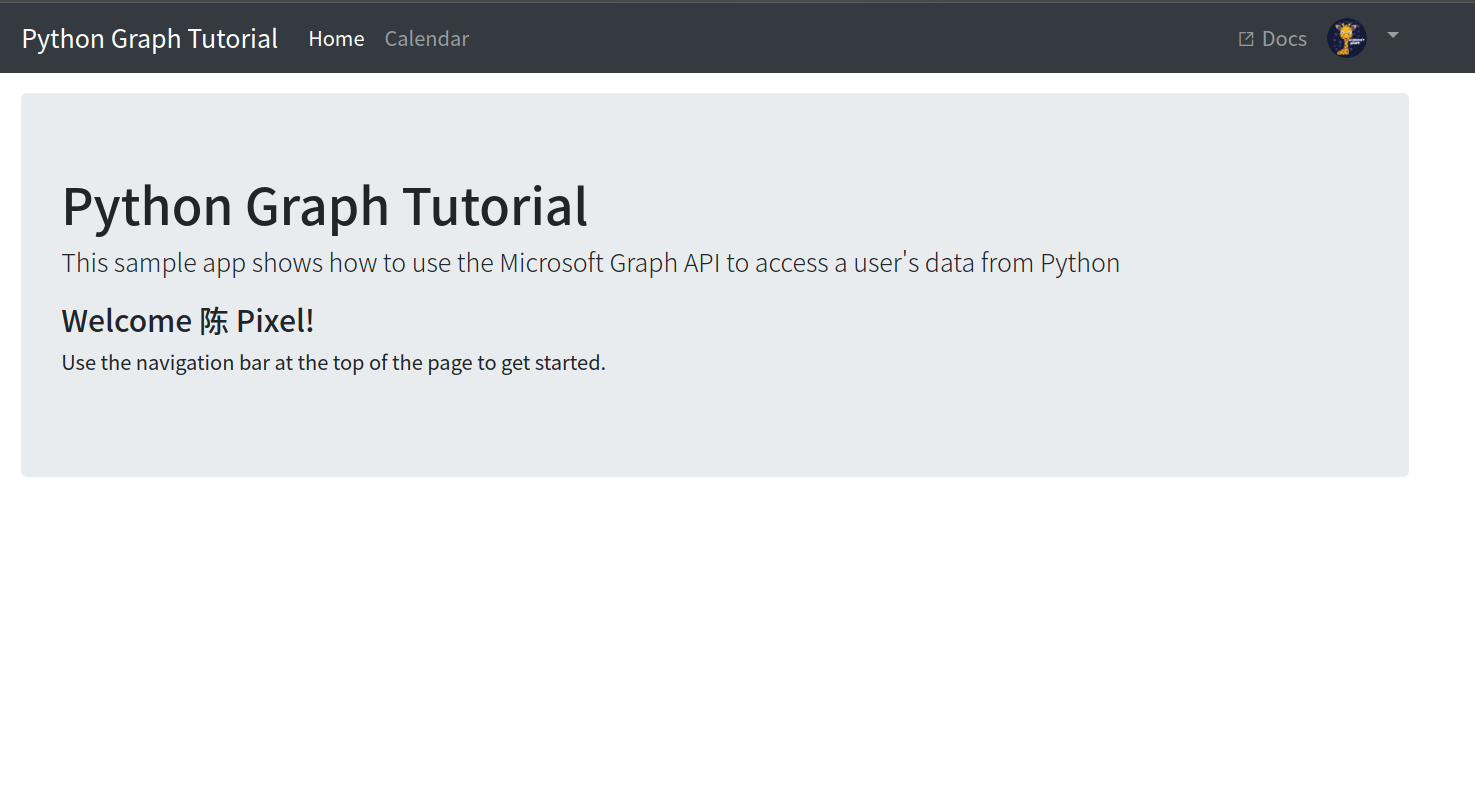 Python Graph Tutorial Home Calendar Docs
Python Graph Tutorial
This sample app shows how to use the Microsoft Graph API to access a user's data from Python
Welcome 陈 Pixel!
Use the navigation bar at the top of the page to get started.